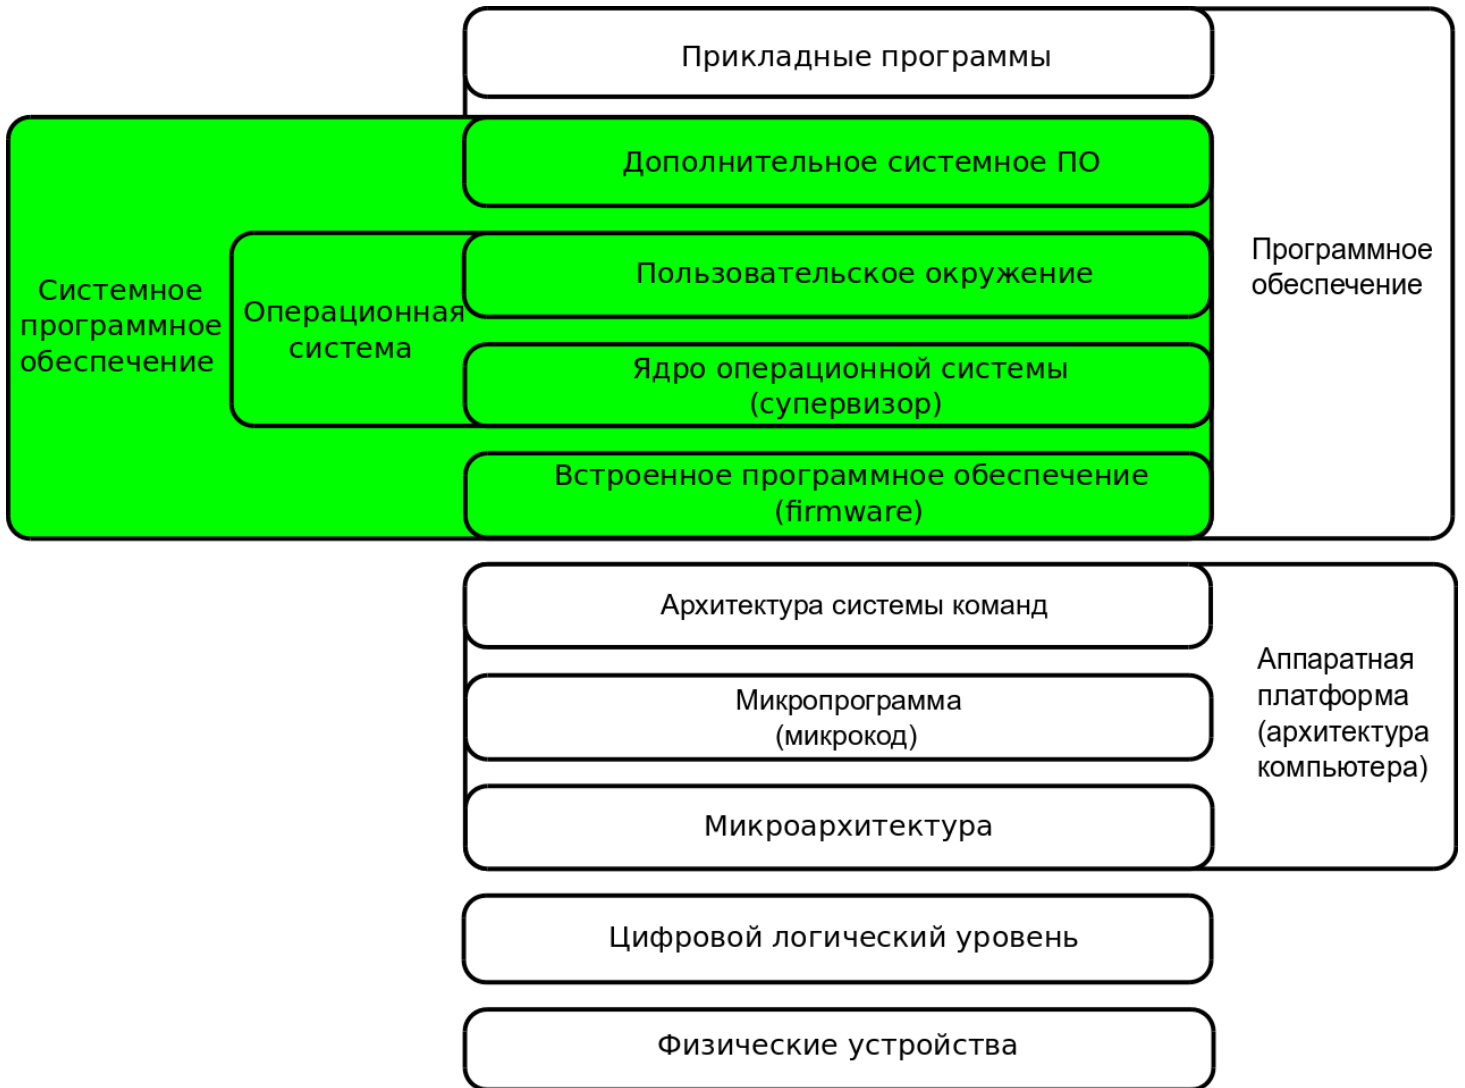 Прикладные программы
Дополнительное системное ПО
Системное
программное
обеспечение
Операционная
система
Пользовательское окружение
Ядро операционной системы
(супервизор)
Встроенное программное обеспечение
(firmware)
Программное
обеспечение
Архитектура системы команд
Микропрограмма
(микрокод)
Микроархитектура
Аппаратная
платформа
(архитектура
компьютера)
Цифровой логический уровень
Физические устройства